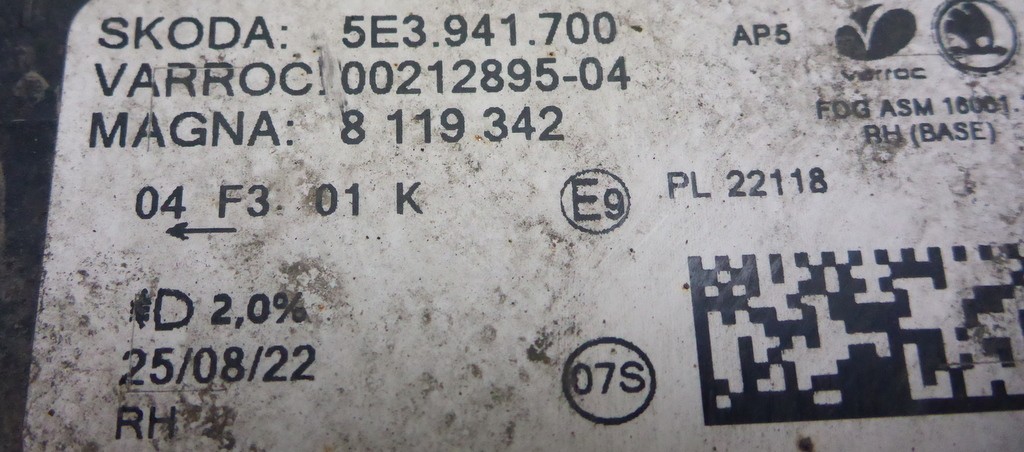 SKODA: 5E3.941.700
VARROC: 00212895-04
MAGNA: 8 119 342
AP5
varroc
FOG ASM
RH (BASE)
04 F3 01 K
E9
PL 22118
D 2,0%
25/08/22
07S
RH